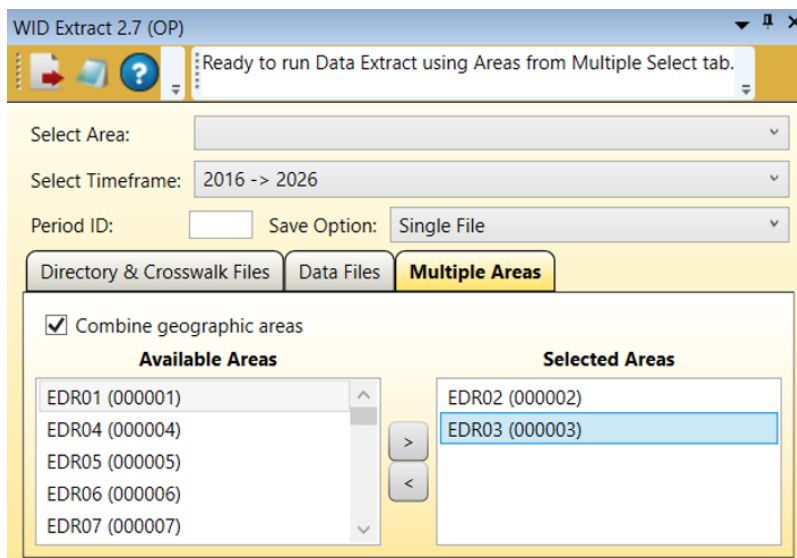 WID Extract 2.7 (OP)
Ready to run Data Extract using Areas from Multiple Select tab.
Select Area:
Select Timeframe: 2016 -> 2026
Period ID: Save Option: Single File
Directory & Crosswalk Files Data Files Multiple Areas
Combine geographic areas
Available Areas Selected Areas
EDR01 (000001) EDR02 (000002)
EDR04 (000004) EDR03 (000003)
EDR05 (000005)
EDR06 (000006)
EDR07 (000007)
>
<